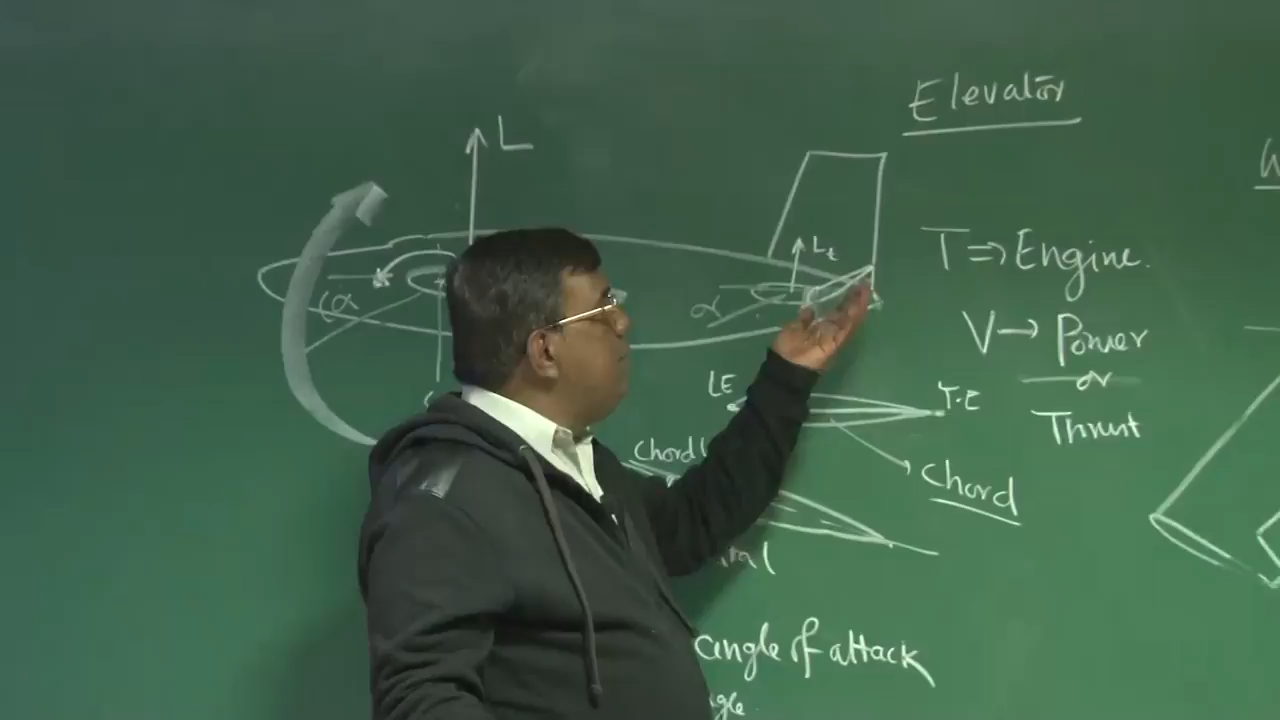 Elevator
L
Lt
α
α
T ⇒ Engine.
V → Power
or
Thrust
LE
T.E
Chord
Chord
angle of attack